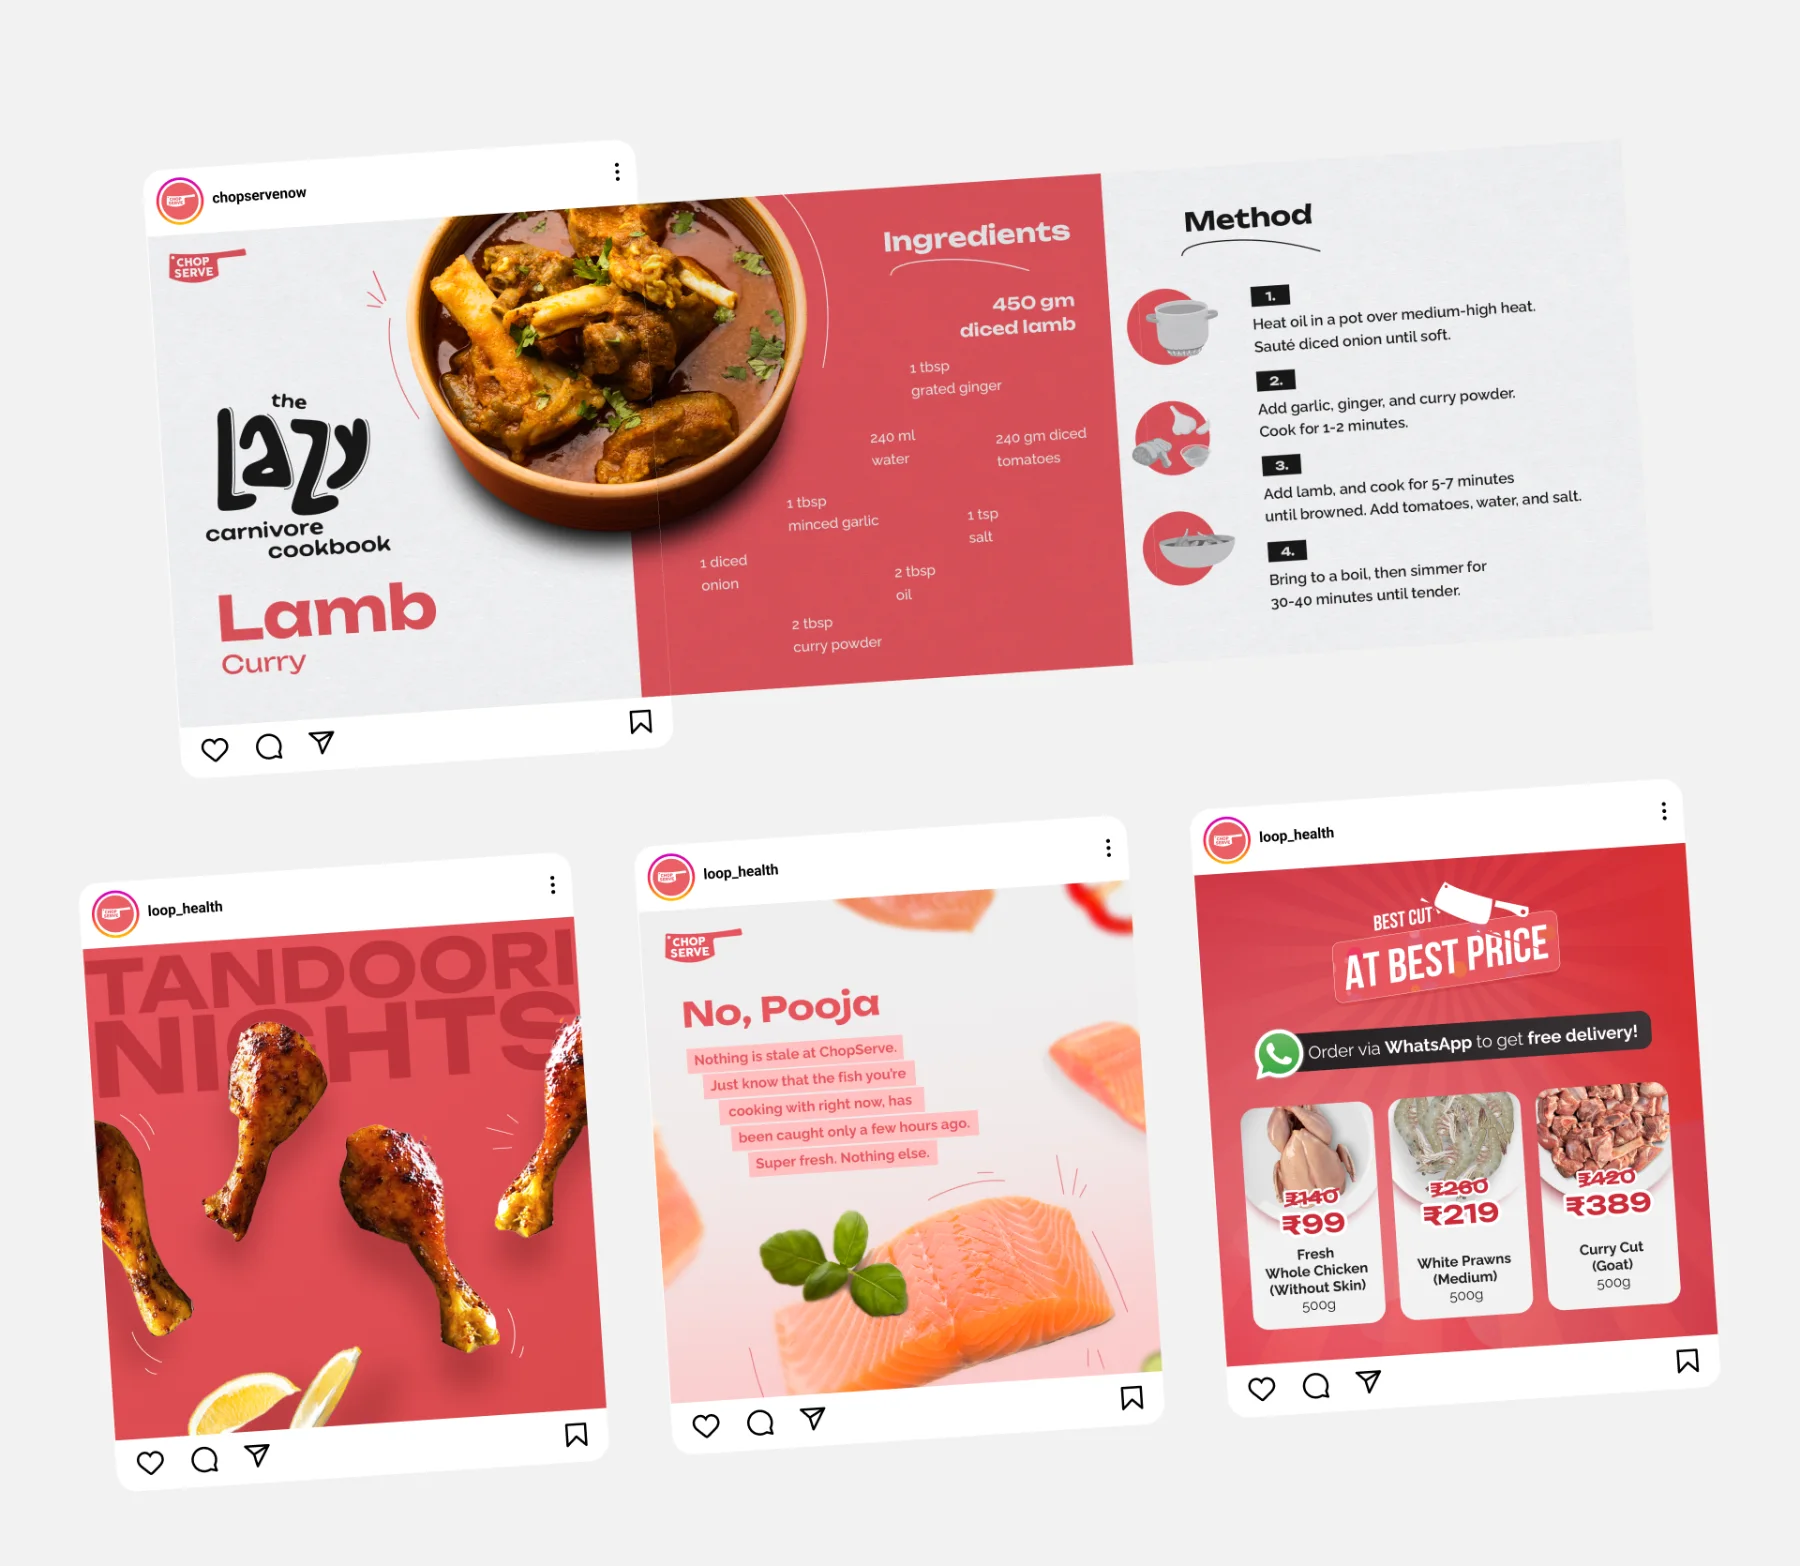 chopservenow
CHOP
SERVE
CHOP
SERVE
the
Lazy
carnivore
cookbook
Lamb
Curry
Ingredients
450 gm
diced lamb
1 tbsp
grated ginger
240 ml
water
240 gm diced
tomatoes
1 tbsp
minced garlic
1 tsp
salt
1 diced
onion
2 tbsp
oil
2 tbsp
curry powder
Method
1.
Heat oil in a pot over medium-high heat.
Sauté diced onion until soft.
2.
Add garlic, ginger, and curry powder.
Cook for 1-2 minutes.
3.
Add lamb, and cook for 5-7 minutes
until browned. Add tomatoes, water, and salt.
4.
Bring to a boil, then simmer for
30-40 minutes until tender.
CHOP
SERVE
loop_health
TANDOORI
NIGHTS
CHOP
SERVE
loop_health
CHOP
SERVE
No, Pooja
Nothing is stale at ChopServe.
Just know that the fish you're
cooking with right now, has
been caught only a few hours ago.
Super fresh. Nothing else.
CHOP
SERVE
loop_health
BEST CUT
AT BEST PRICE
Order via WhatsApp to get free delivery!
₹140
₹99
Fresh
Whole Chicken
(Without Skin)
500g
₹260
₹219
White Prawns
(Medium)
500g
₹420
₹389
Curry Cut
(Goat)
500g